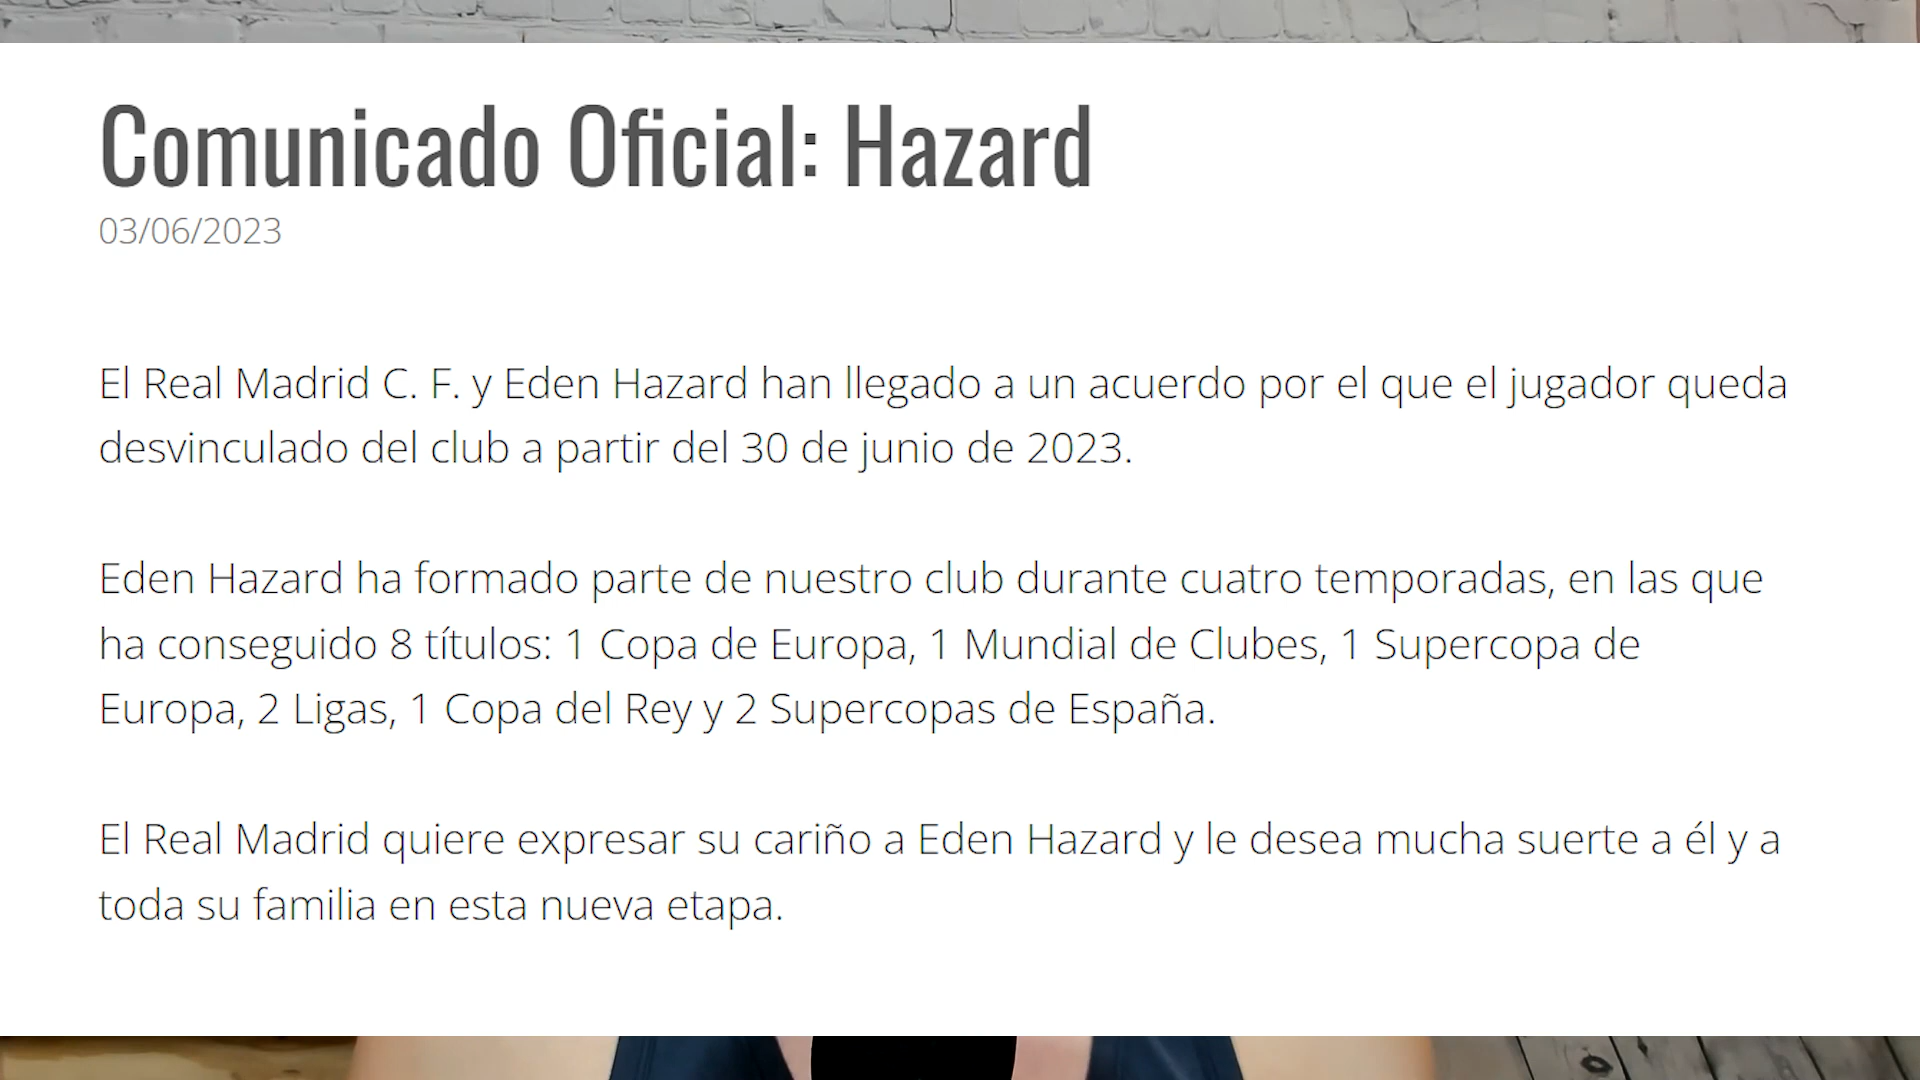 Comunicado Oficial: Hazard
03/06/2023
El Real Madrid C. F. y Eden Hazard han llegado a un acuerdo por el que el jugador queda
desvinculado del club a partir del 30 de junio de 2023.
Eden Hazard ha formado parte de nuestro club durante cuatro temporadas, en las que
ha conseguido 8 títulos: 1 Copa de Europa, 1 Mundial de Clubes, 1 Supercopa de
Europa, 2 Ligas, 1 Copa del Rey y 2 Supercopas de España.
El Real Madrid quiere expresar su cariño a Eden Hazard y le desea mucha suerte a él y a
toda su familia en esta nueva etapa.